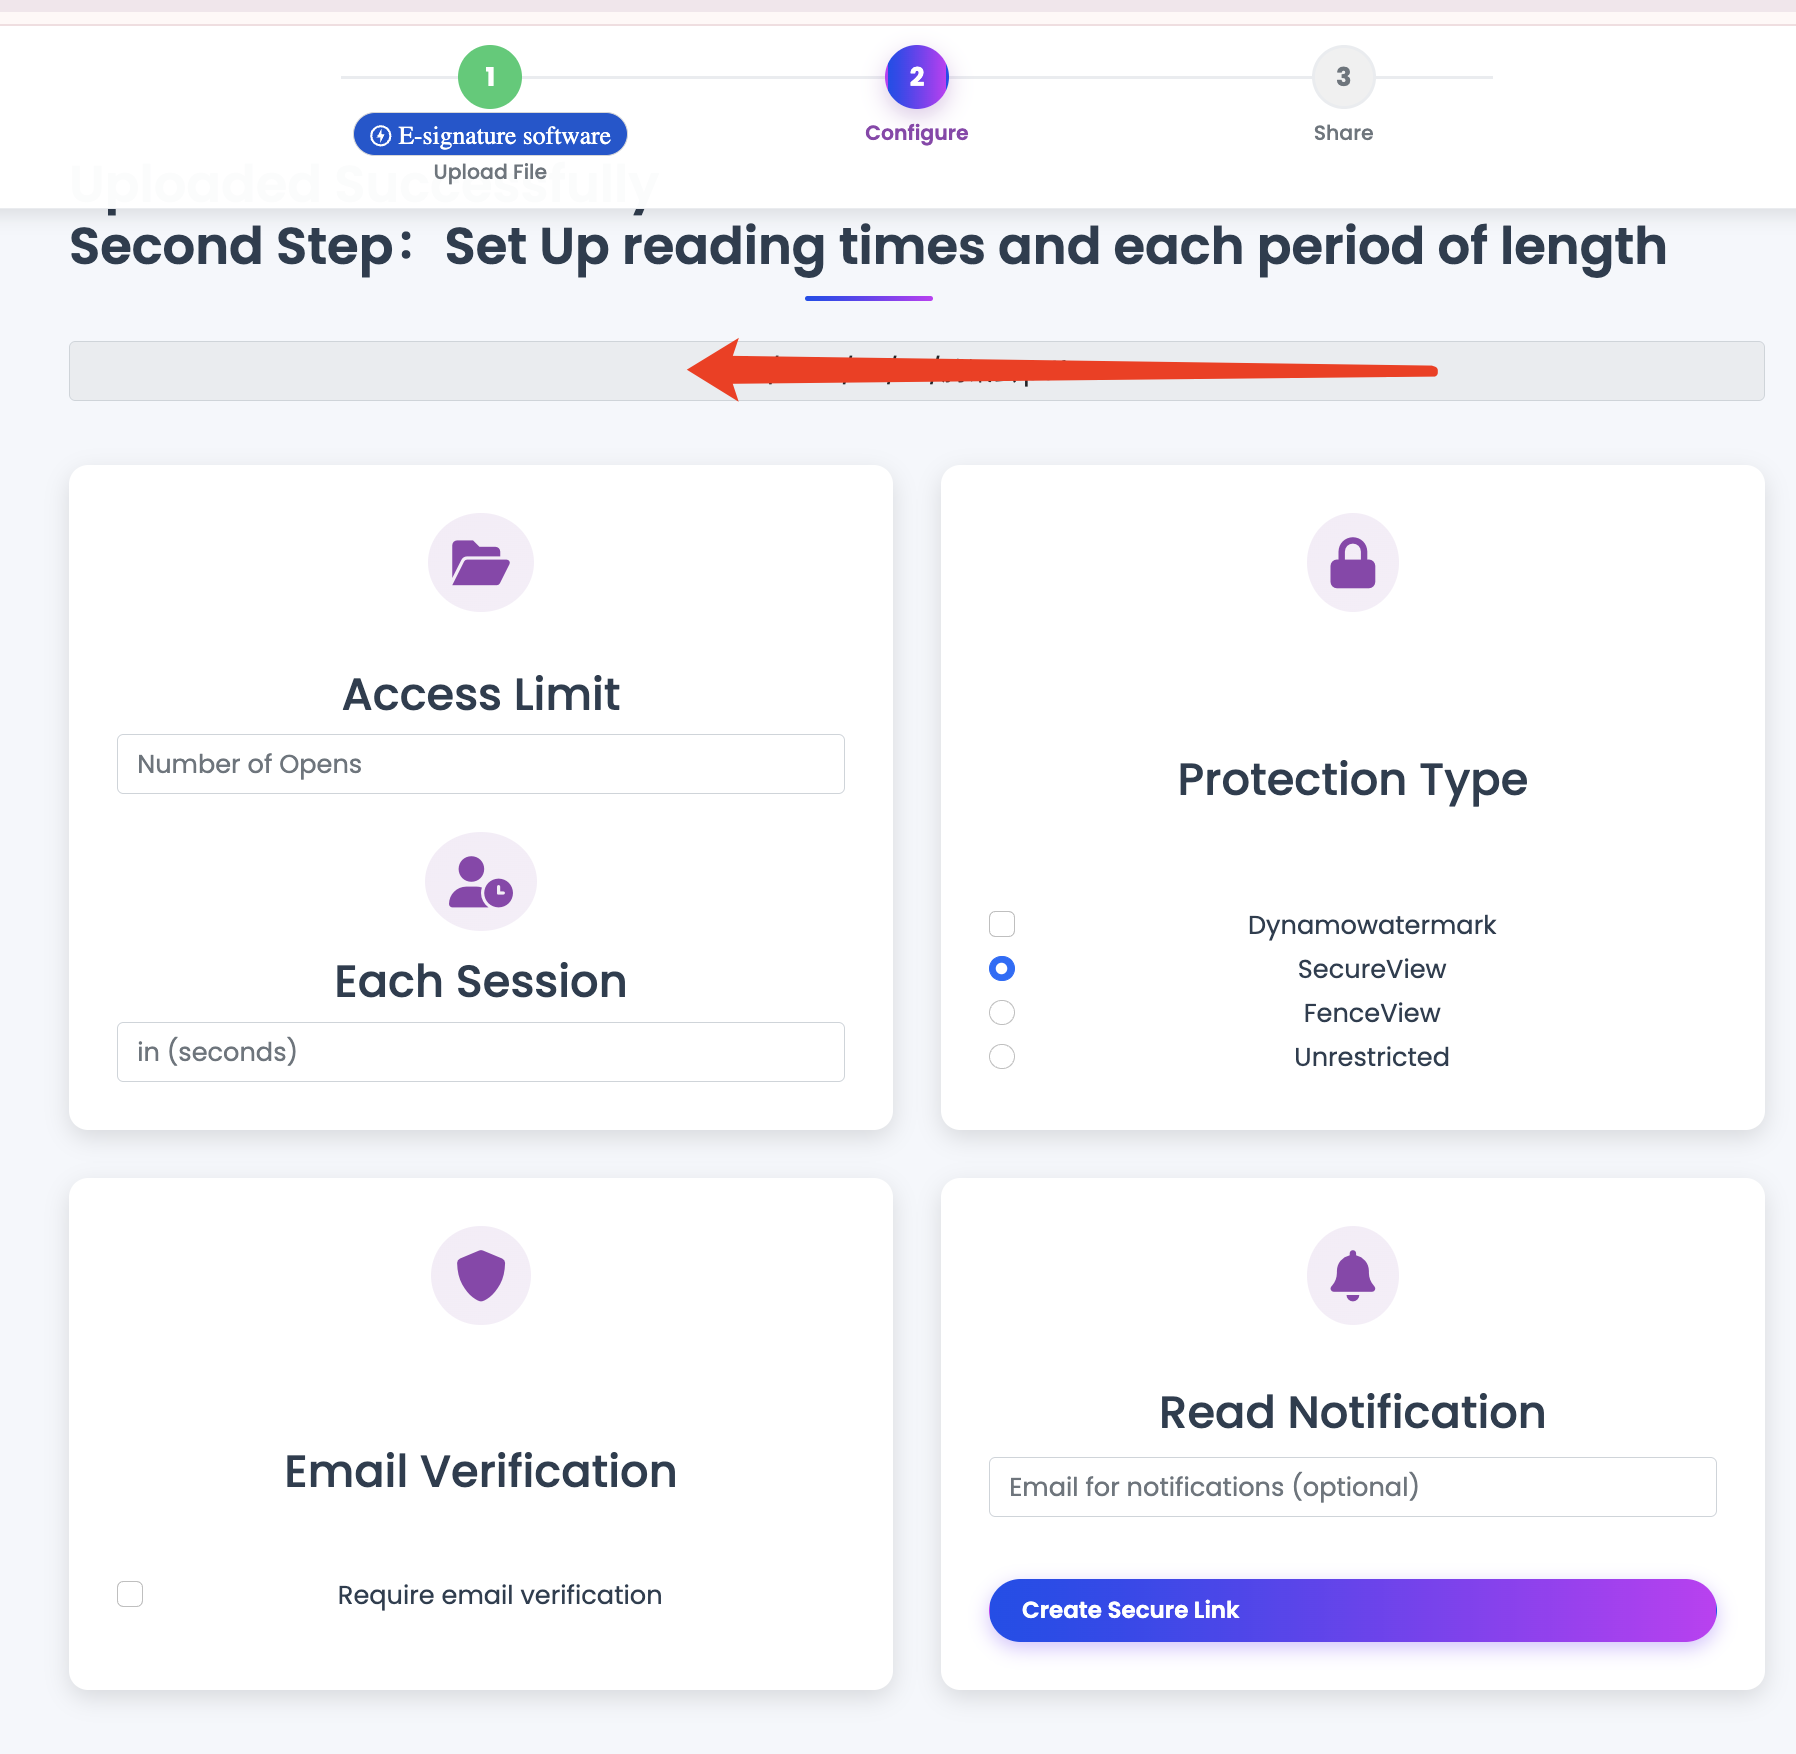 1
2
3
E-signature software
Configure
Share
Upload File
Uploaded Successfully
Second Step: Set Up reading times and each period of length
Access Limit
Number of Opens
Each Session
in (seconds)
Protection Type
Dynamowatermark
SecureView
FenceView
Unrestricted
Email Verification
Require email verification
Read Notification
Email for notifications (optional)
Create Secure Link